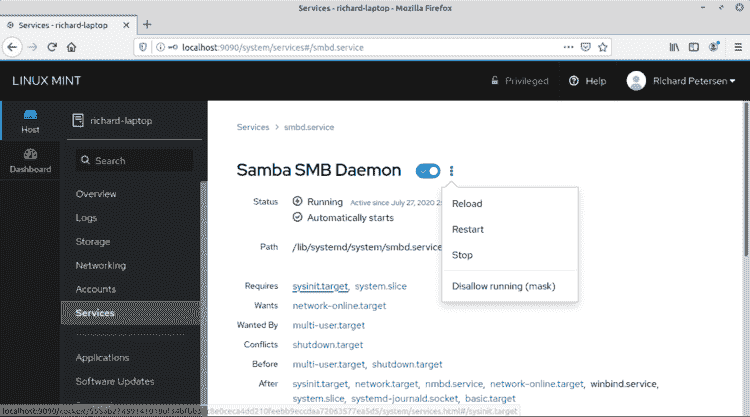 Services - richard-laptop - Mozilla Firefox
Services - richard-laptop
localhost:9090/system/services#/smbd.service
LINUX MINT
Privileged
Help
Richard Petersen
Host
Dashboard
richard-laptop
Search
Overview
Logs
Storage
Networking
Accounts
Services
Applications
Software Updates
Services > smbd.service
Samba SMB Daemon
Status Running Active since July 27, 2020
Automatically starts
Path /lib/systemd/system/smbd.service
Requires sysinit.target, system.slice
Wants network-online.target
Wanted By multi-user.target
Conflicts shutdown.target
Before multi-user.target, shutdown.target
After sysinit.target, network.target, nmbd.service, network-online.target, winbind.service,
system.slice, systemd-journald.socket, basic.target
Reload
Restart
Stop
Disallow running (mask)